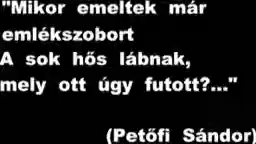 "Mikor emeltek már
emlékszobort
A sok hős lábnak,
mely ott úgy futott?..."
(Petőfi Sándor)